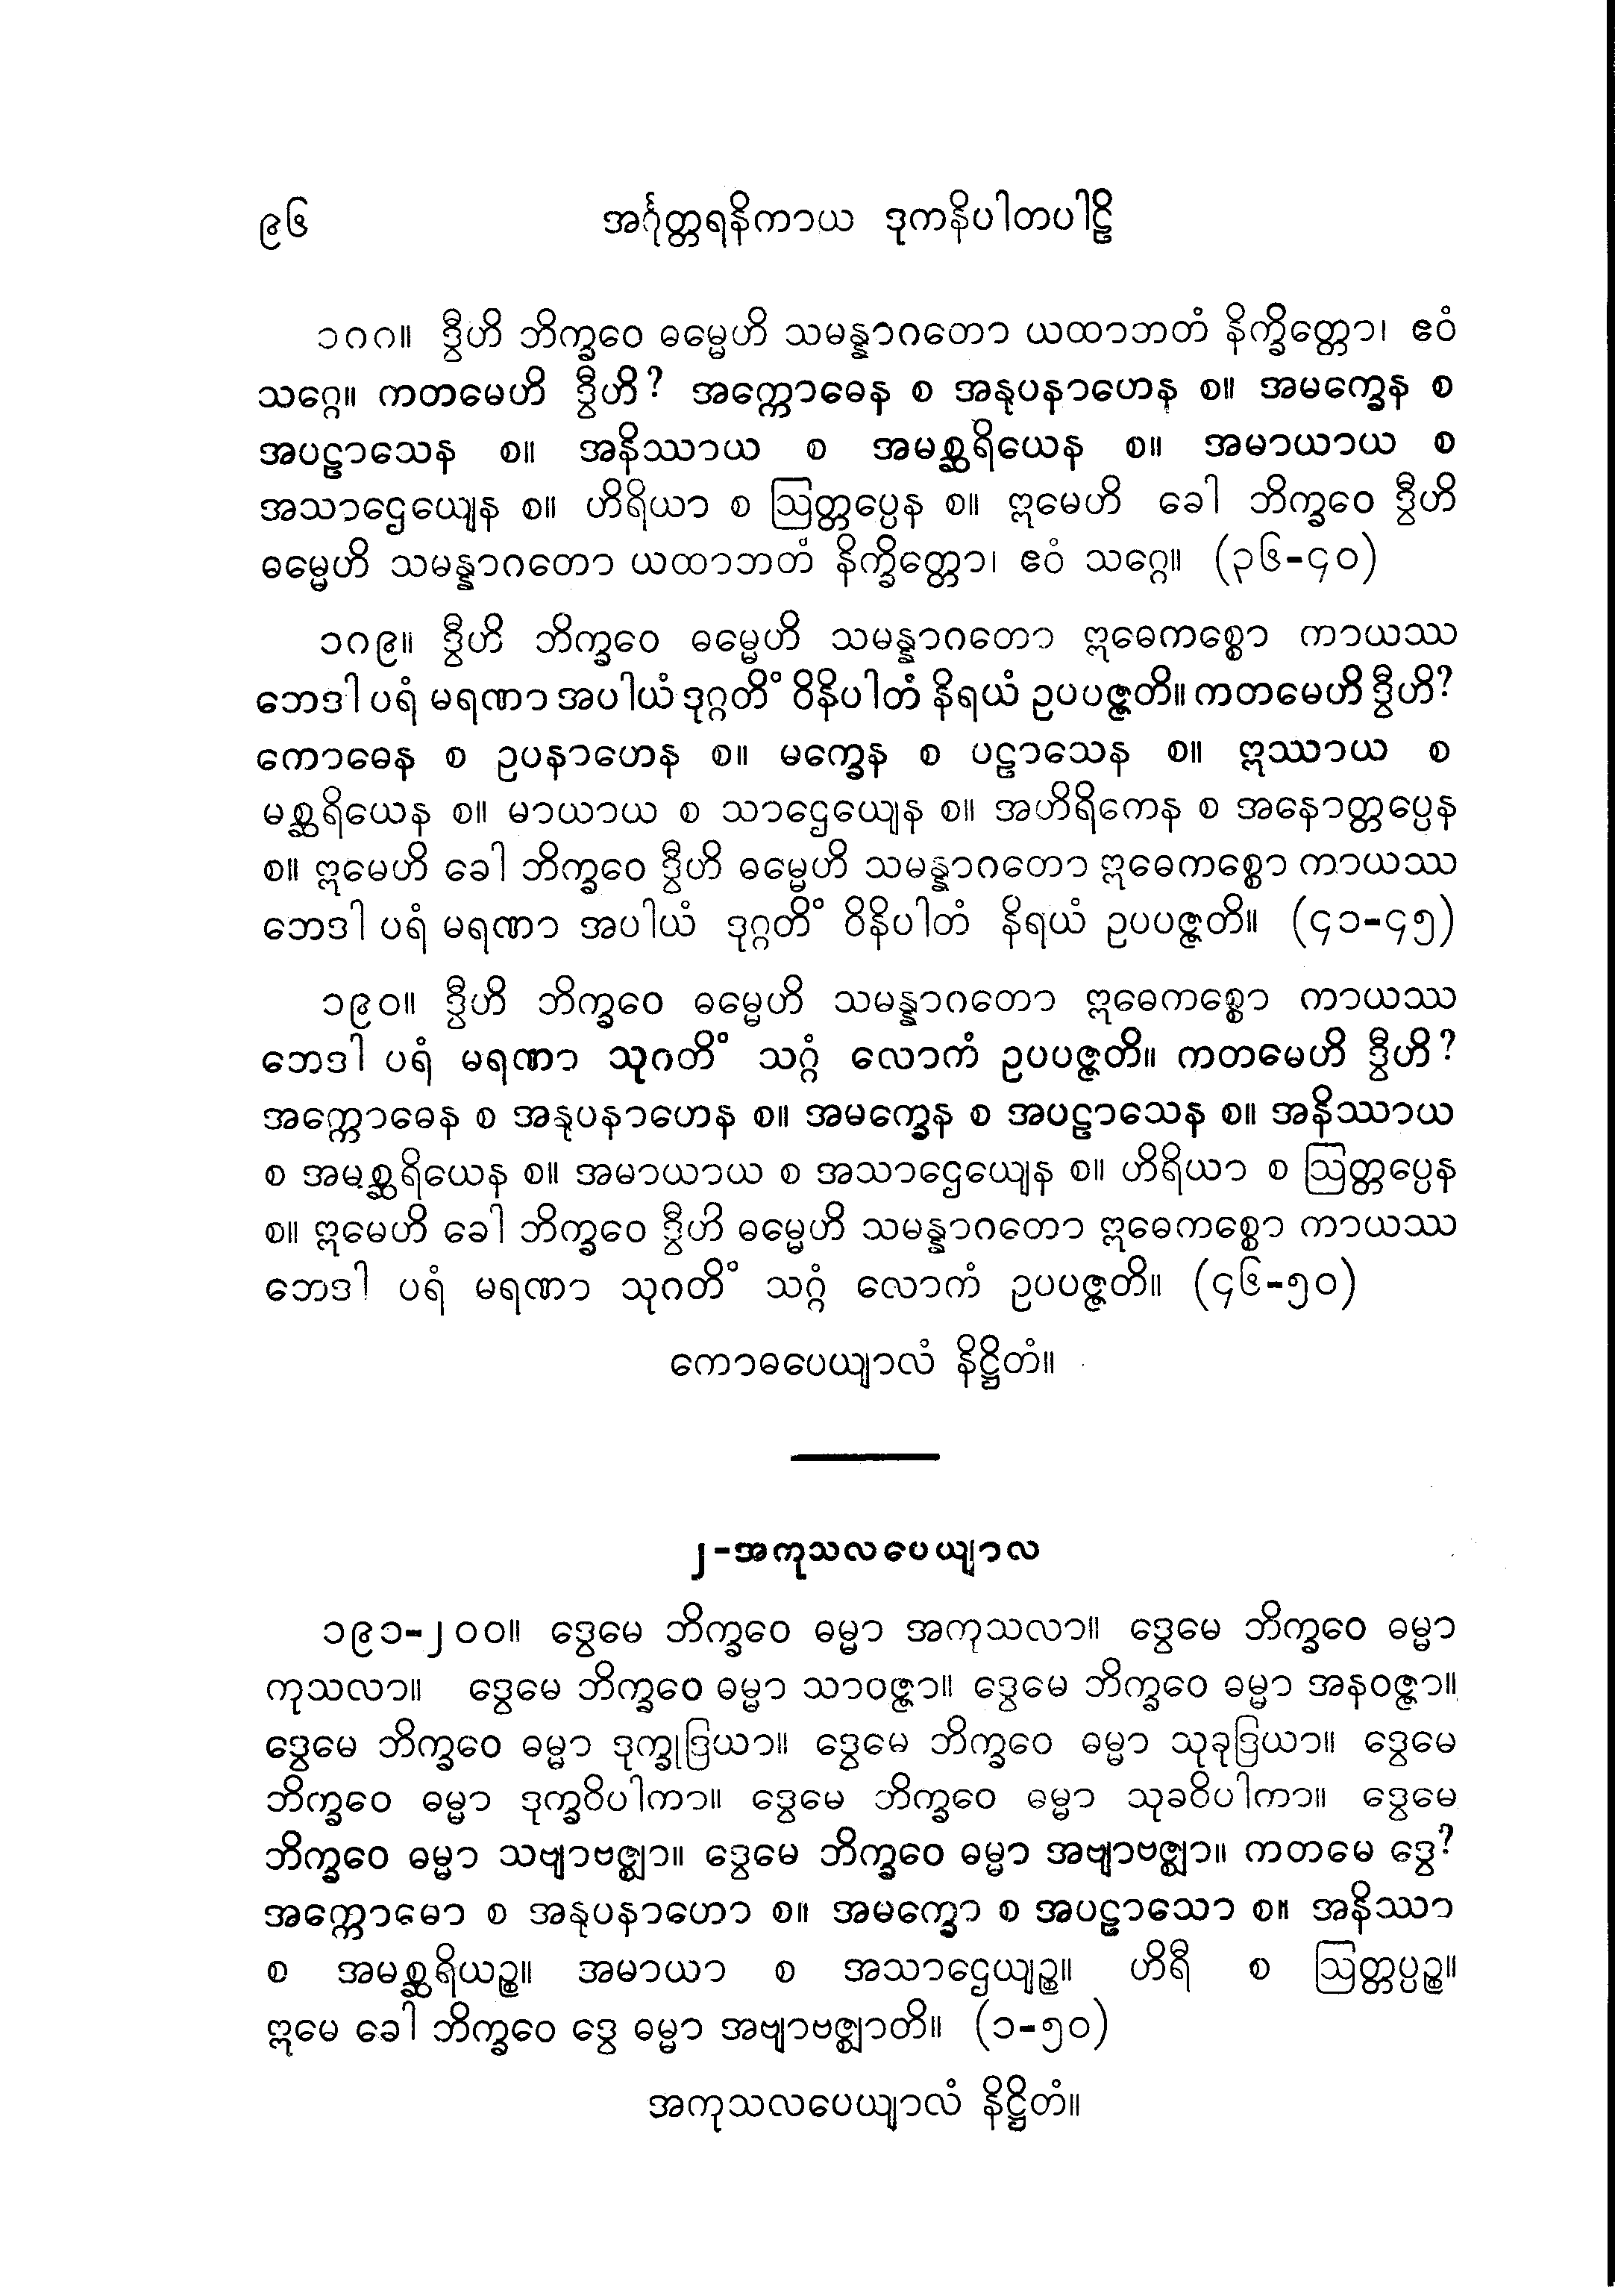 ၉၆ အင်္ဂုတ္တရနိကာယ ဒုကနိပါတပါဠိ
၁၈၈။ ဒွီဟိ ဘိက္ခဝေ ဓမ္မေဟိ သမန္နာဂတော ယထာဘတံ နိက္ခိတ္တော၊ ဧဝံ
သဂ္ဂေ။ ကတမေဟိ ဒွီဟိ? အက္ကောဓေန စ အနုပနာဟေန စ။ အမက္ခေန စ
အပဠာသေန စ။ အနိဿာယ စ အမစ္ဆရိယေန စ။ အမာယာယ စ
အသာဌေယျေန စ။ ဟိရိယာ စ ဩတ္တပ္ပေန စ။ ဣမေဟိ ခေါ ဘိက္ခဝေ ဒွီဟိ
ဓမ္မေဟိ သမန္နာဂတော ယထာဘတံ နိက္ခိတ္တော၊ ဧဝံ သဂ္ဂေ။ (၃၆-၄၀)
၁၈၉။ ဒွီဟိ ဘိက္ခဝေ ဓမ္မေဟိ သမန္နာဂတော ဣဓေကစ္စော ကာယဿ
ဘေဒါ ပရံ မရဏာ အပါယံ ဒုဂ္ဂတိံ ဝိနိပါတံ နိရယံ ဥပပဇ္ဇတိ။ ကတမေဟိ ဒွီဟိ?
ကောဓေန စ ဥပနာဟေန စ။ မက္ခေန စ ပဠာသေန စ။ ဣဿာယ စ
မစ္ဆရိယေန စ။ မာယာယ စ သာဌေယျေန စ။ အဟိရိကေန စ အနောတ္တပ္ပေန
စ။ ဣမေဟိ ခေါ ဘိက္ခဝေ ဒွီဟိ ဓမ္မေဟိ သမန္နာဂတော ဣဓေကစ္စော ကာယဿ
ဘေဒါ ပရံ မရဏာ အပါယံ ဒုဂ္ဂတိံ ဝိနိပါတံ နိရယံ ဥပပဇ္ဇတိ။ (၄၁-၄၅)
၁၉၀။ ဒွီဟိ ဘိက္ခဝေ ဓမ္မေဟိ သမန္နာဂတော ဣဓေကစ္စော ကာယဿ
ဘေဒါ ပရံ မရဏာ သုဂတိံ သဂ္ဂံ လောကံ ဥပပဇ္ဇတိ။ ကတမေဟိ ဒွီဟိ?
အက္ကောဓေန စ အနုပနာဟေန စ။ အမက္ခေန စ အပဠာသေန စ။ အနိဿာယ
စ အမစ္ဆရိယေန စ။ အမာယာယ စ အသာဌေယျေန စ။ ဟိရိယာ စ ဩတ္တပ္ပေန
စ။ ဣမေဟိ ခေါ ဘိက္ခဝေ ဒွီဟိ ဓမ္မေဟိ သမန္နာဂတော ဣဓေကစ္စော ကာယဿ
ဘေဒါ ပရံ မရဏာ သုဂတိံ သဂ္ဂံ လောကံ ဥပပဇ္ဇတိ။ (၄၆-၅၀)
ကောဓပေယျာလံ နိဋ္ဌိတံ။
၂-အကုသလပေယျာလ
၁၉၁-၂၀၀။ ဒွေမေ ဘိက္ခဝေ ဓမ္မာ အကုသလာ။ ဒွေမေ ဘိက္ခဝေ ဓမ္မာ
ကုသလာ။ ဒွေမေ ဘိက္ခဝေ ဓမ္မာ သာဝဇ္ဇာ။ ဒွေမေ ဘိက္ခဝေ ဓမ္မာ အနဝဇ္ဇာ။
ဒွေမေ ဘိက္ခဝေ ဓမ္မာ ဒုက္ခုဒြယာ။ ဒွေမေ ဘိက္ခဝေ ဓမ္မာ သုခုဒြယာ။ ဒွေမေ
ဘိက္ခဝေ ဓမ္မာ ဒုက္ခဝိပါကာ။ ဒွေမေ ဘိက္ခဝေ ဓမ္မာ သုခဝိပါကာ။ ဒွေမေ
ဘိက္ခဝေ ဓမ္မာ သဗျာဗဇ္ဈာ။ ဒွေမေ ဘိက္ခဝေ ဓမ္မာ အဗျာဗဇ္ဈာ။ ကတမေ ဒွေ?
အက္ကောဓော စ အနုပနာဟော စ။ အမက္ခော စ အပဠာသော စ။ အနိဿာ
စ အမစ္ဆရိယဉ္စ။ အမာယာ စ အသာဌေယျဉ္စ။ ဟိရီ စ ဩတ္တပ္ပဉ္စ။
ဣမေ ခေါ ဘိက္ခဝေ ဒွေ ဓမ္မာ အဗျာဗဇ္ဈာတိ။ (၁-၅၀)
အကုသလပေယျာလံ နိဋ္ဌိတံ။